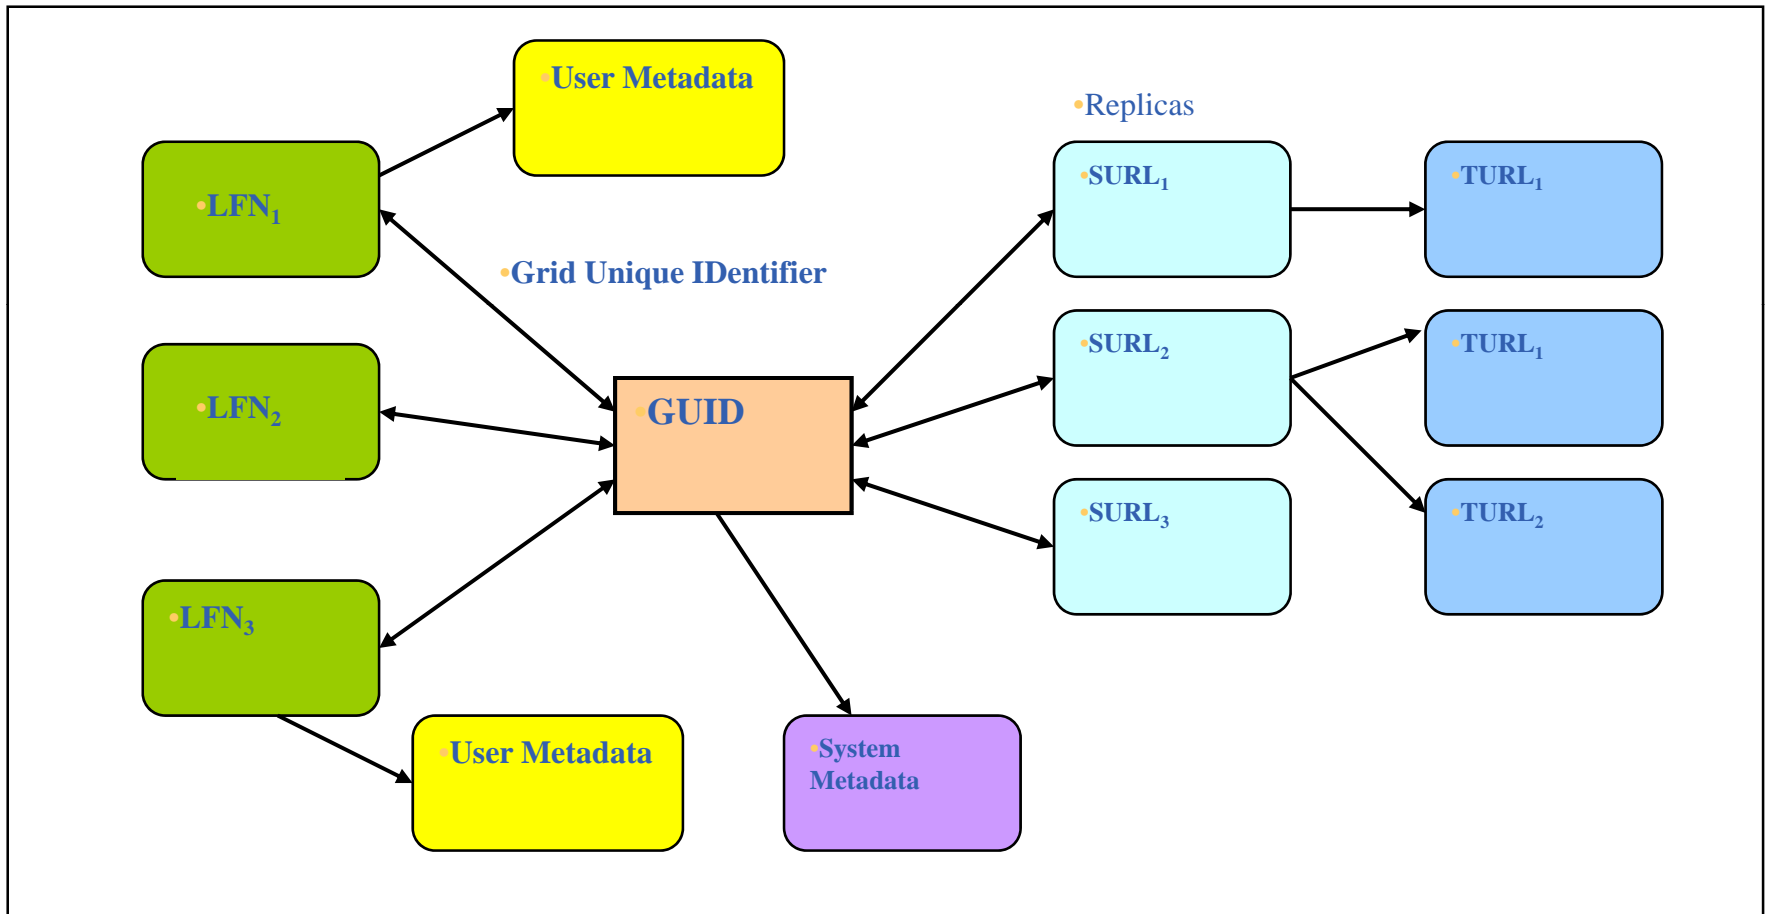 •User Metadata
•Replicas
•LFN₁
•SURL₁
•TURL₁
•Grid Unique IDentifier
•LFN₂
•GUID
•SURL₂
•TURL₁
•SURL₃
•TURL₂
•LFN₃
•User Metadata
•System
Metadata